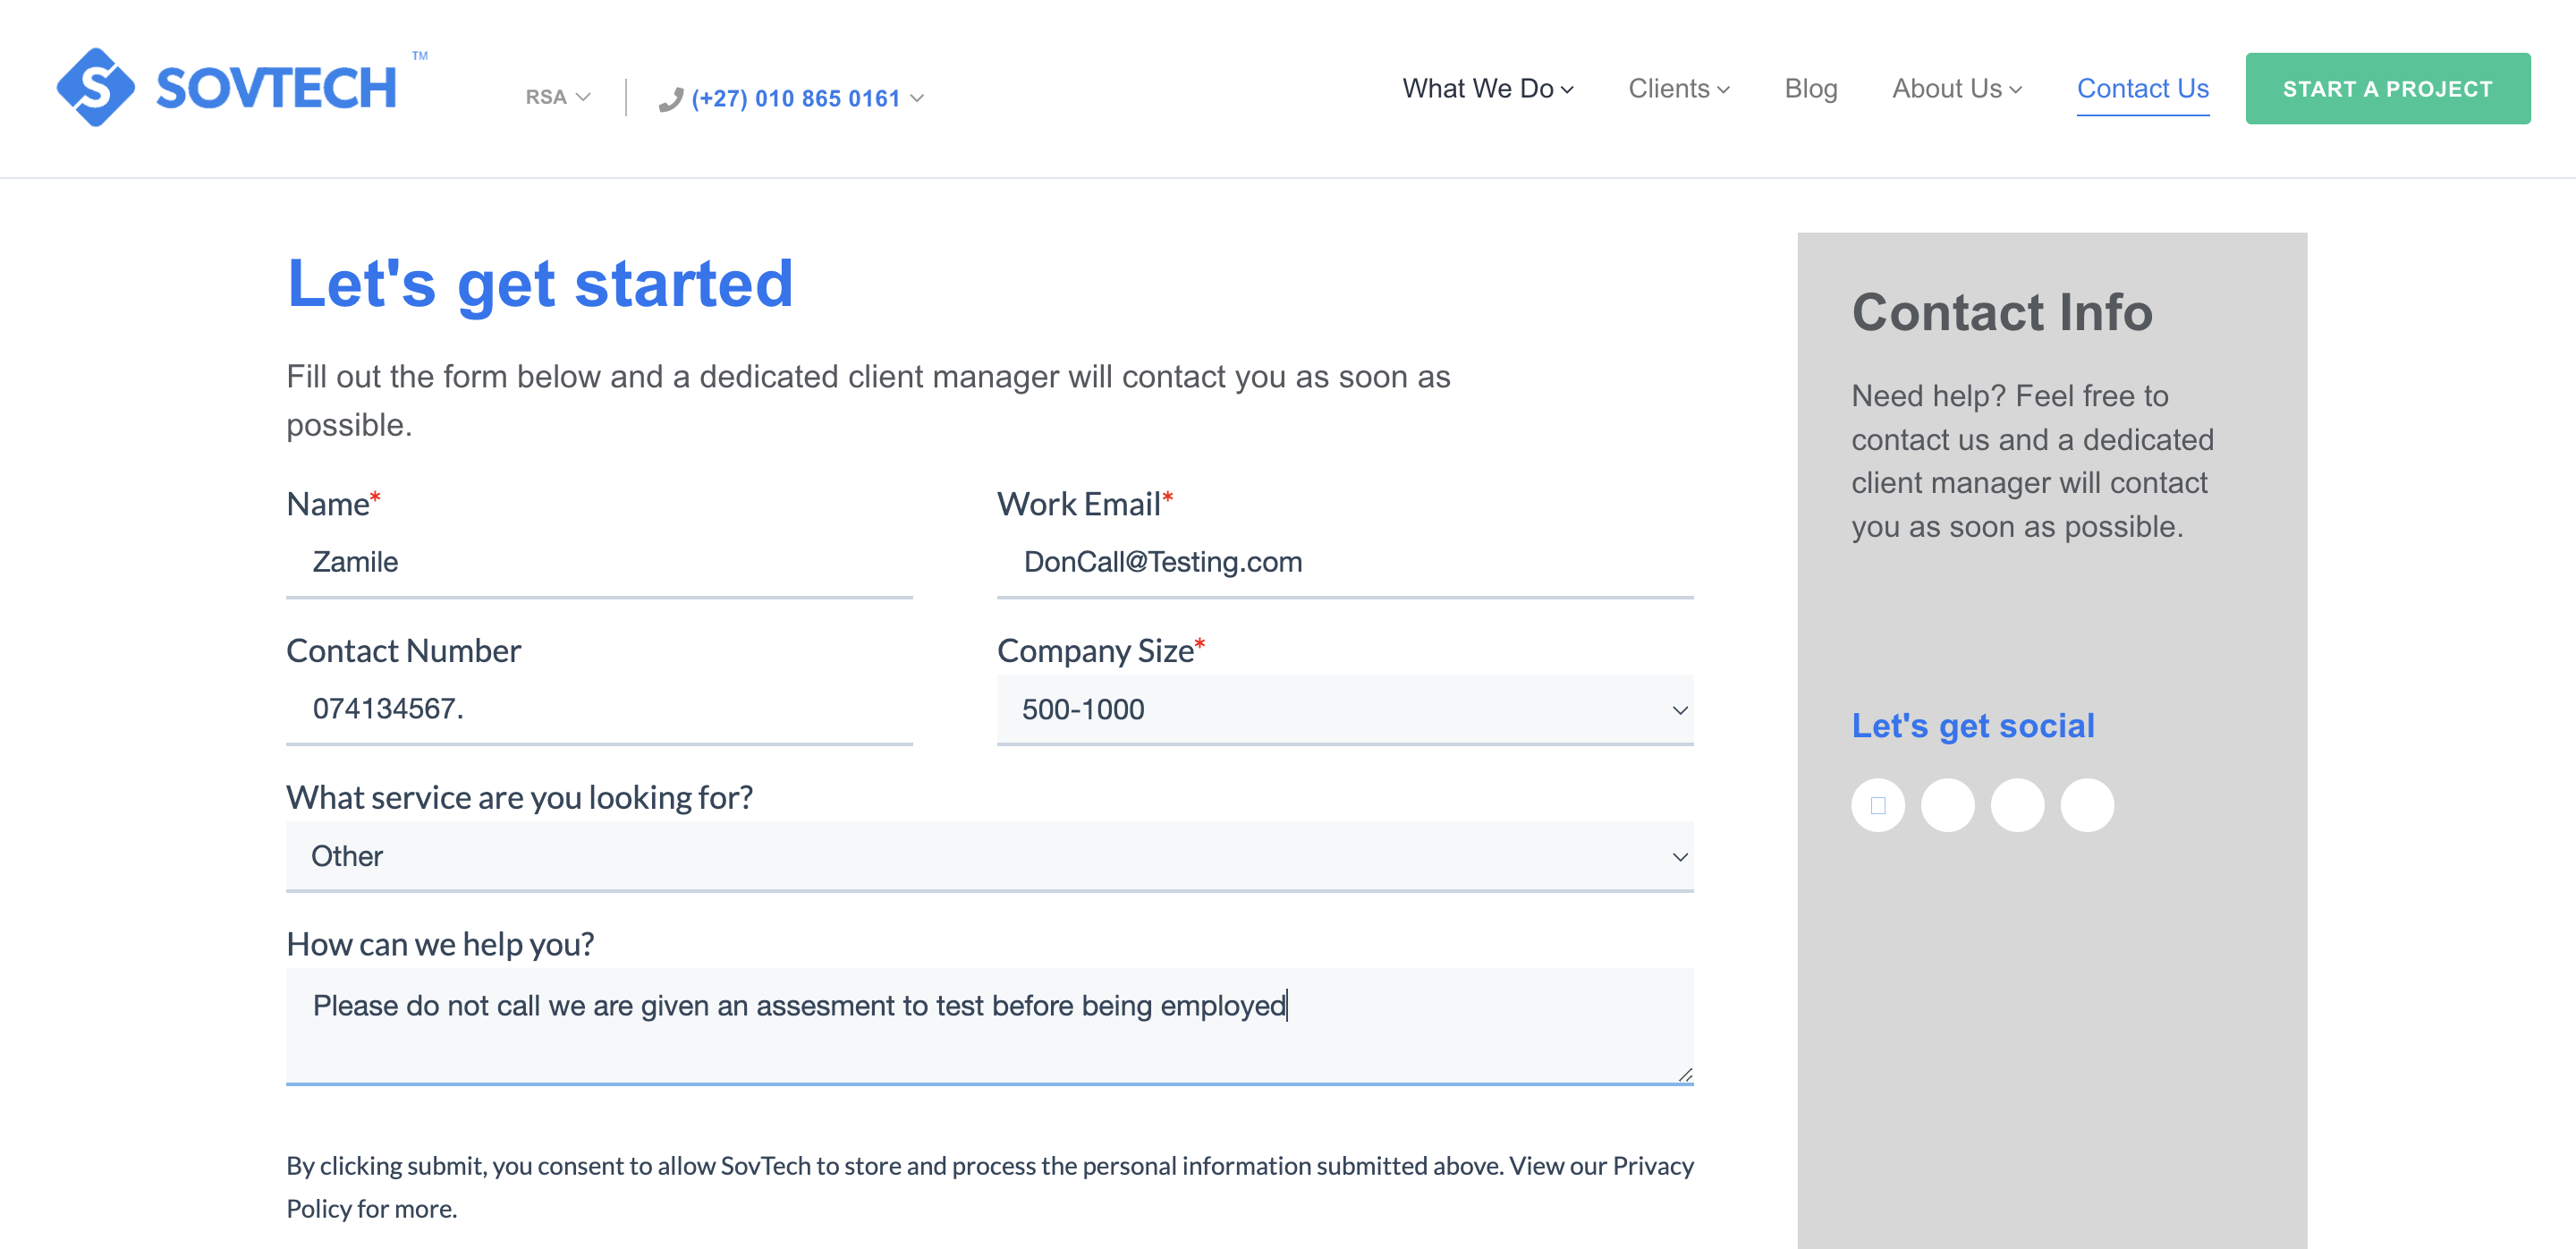 SOVTECH ™
RSA
(+27) 010 865 0161
What We Do
Clients
Blog
About Us
Contact Us
START A PROJECT
Let's get started
Fill out the form below and a dedicated client manager will contact you as soon as
possible.
Name*
Zamile
Work Email*
DonCall@Testing.com
Contact Number
074134567.
Company Size*
500-1000
What service are you looking for?
Other
How can we help you?
Please do not call we are given an assesment to test before being employed
By clicking submit, you consent to allow SovTech to store and process the personal information submitted above. View our Privacy
Policy for more.
Contact Info
Need help? Feel free to
contact us and a dedicated
client manager will contact
you as soon as possible.
Let's get social